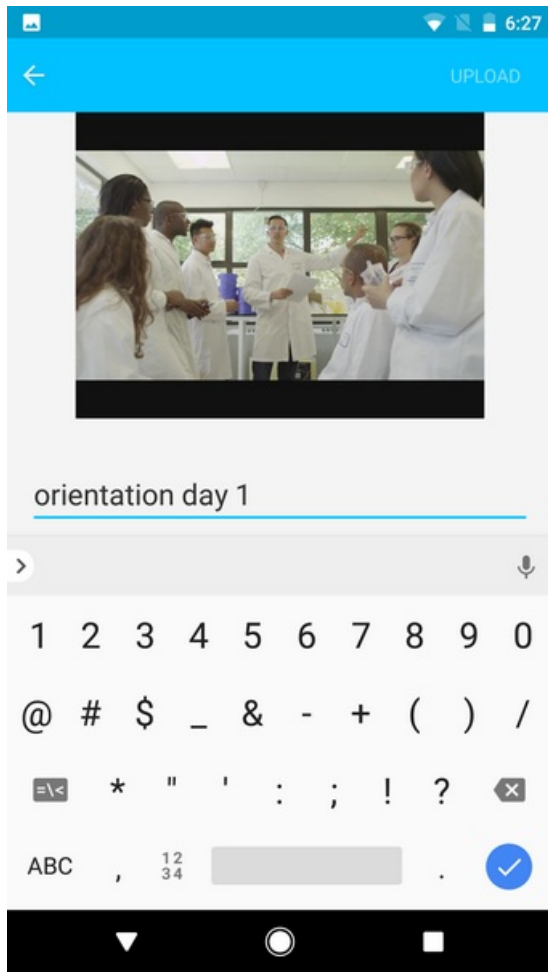 6:27
UPLOAD
orientation day 1
1 2 3 4 5 6 7 8 9 0
@ # $ _ & - + ( ) /
=\< * " ' : ; ! ?
ABC , 12 34 .